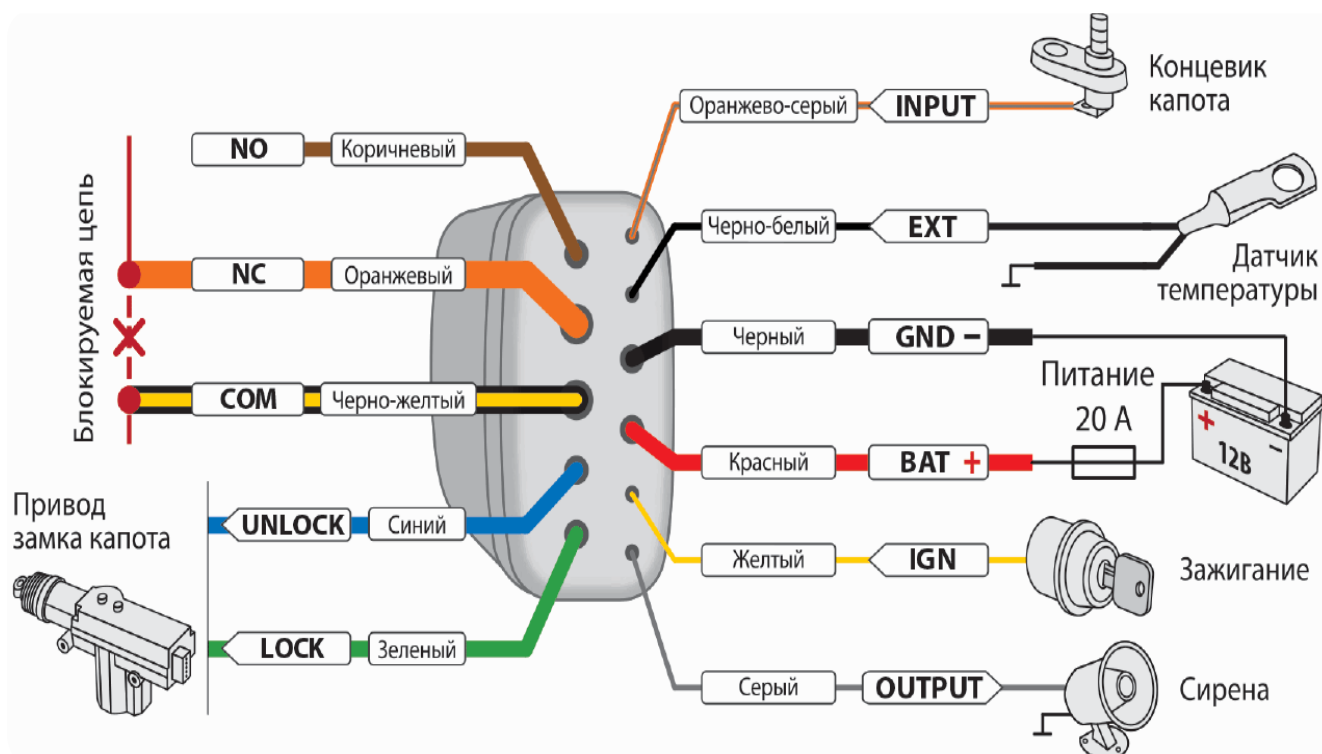 Концевик
капота
Оранжево-серый
INPUT
NO
Коричневый
Черно-белый
EXT
Датчик
температуры
Блокируемая цепь
NC
Оранжевый
Черный
GND –
Питание
20 А
COM
Черно-желтый
Красный
BAT +
+
–
12В
Привод
замка капота
UNLOCK
Синий
Желтый
IGN
Зажигание
LOCK
Зеленый
Серый
OUTPUT
Сирена